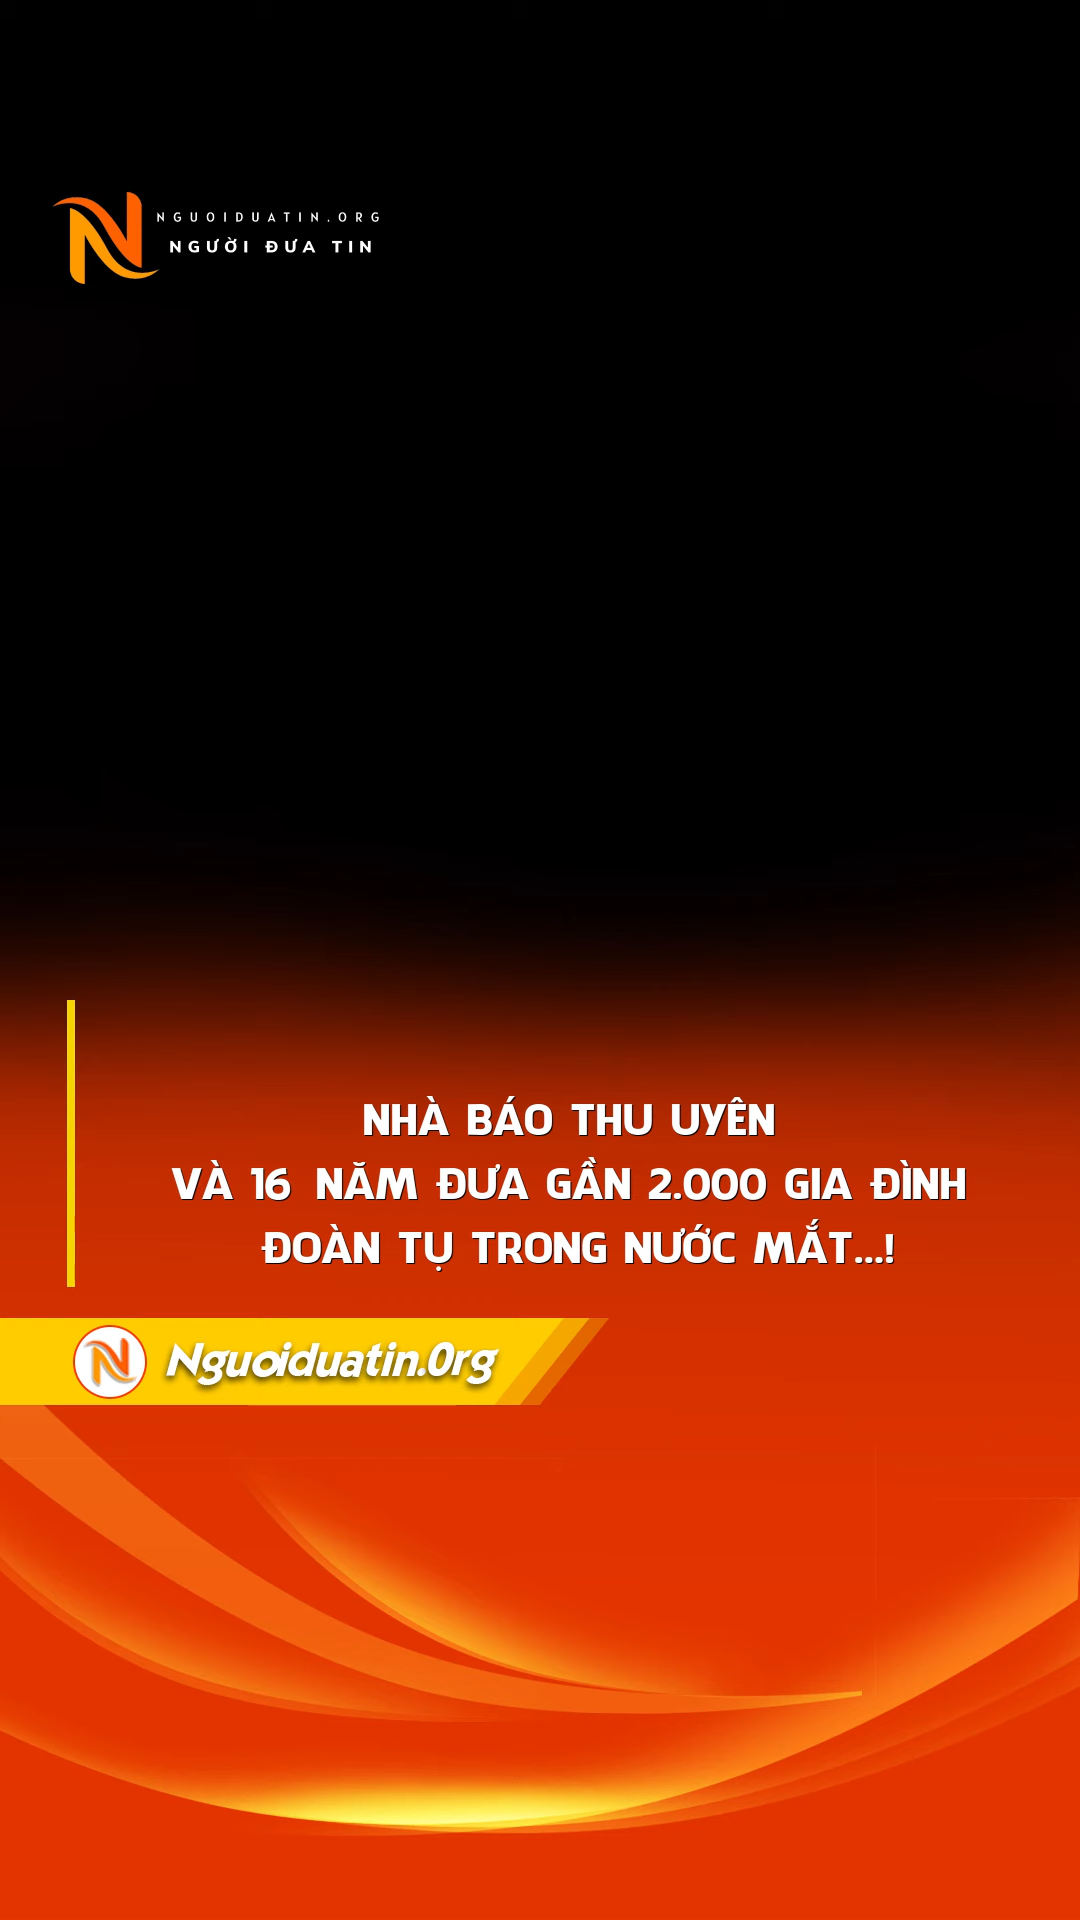 NGUOIDUATIN.ORG
NGƯỜI ĐƯA TIN
NHÀ BÁO THU UYÊN
VÀ 16 NĂM ĐƯA GẦN 2.000 GIA ĐÌNH
ĐOÀN TỤ TRONG NƯỚC MẮT...!
Nguoiduatin.Org